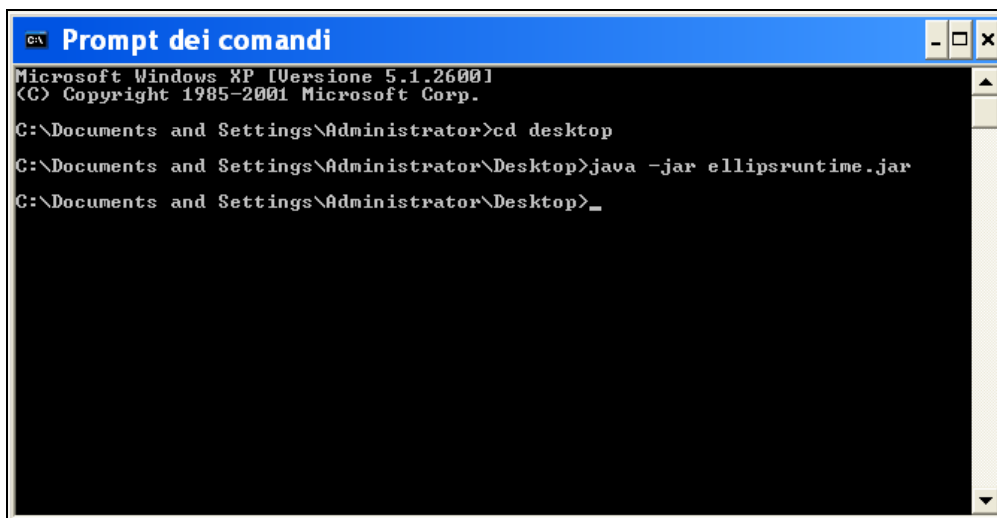 Prompt dei comandi
Microsoft Windows XP [Versione 5.1.2600]
(C) Copyright 1985-2001 Microsoft Corp.
C:\Documents and Settings\Administrator>cd desktop
C:\Documents and Settings\Administrator\Desktop>java -jar ellipsruntime.jar
C:\Documents and Settings\Administrator\Desktop>_